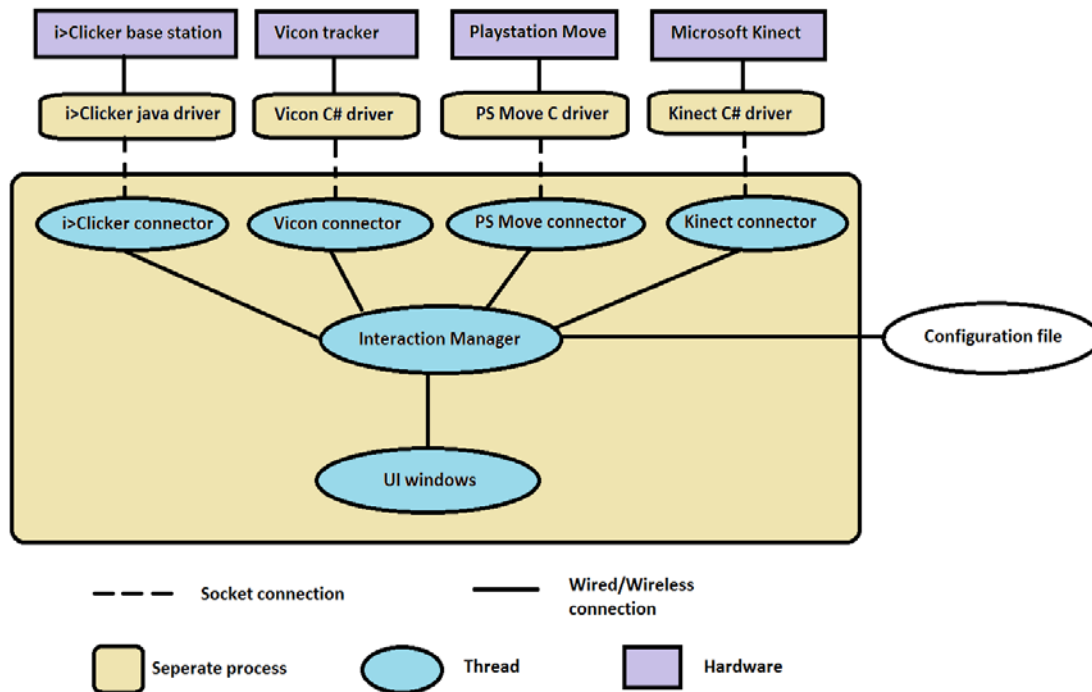 i>Clicker base station
Vicon tracker
Playstation Move
Microsoft Kinect
i>Clicker java driver
Vicon C# driver
PS Move C driver
Kinect C# driver
i>Clicker connector
Vicon connector
PS Move connector
Kinect connector
Interaction Manager
Configuration file
UI windows
Socket connection
Wired/Wireless
connection
Seperate process
Thread
Hardware